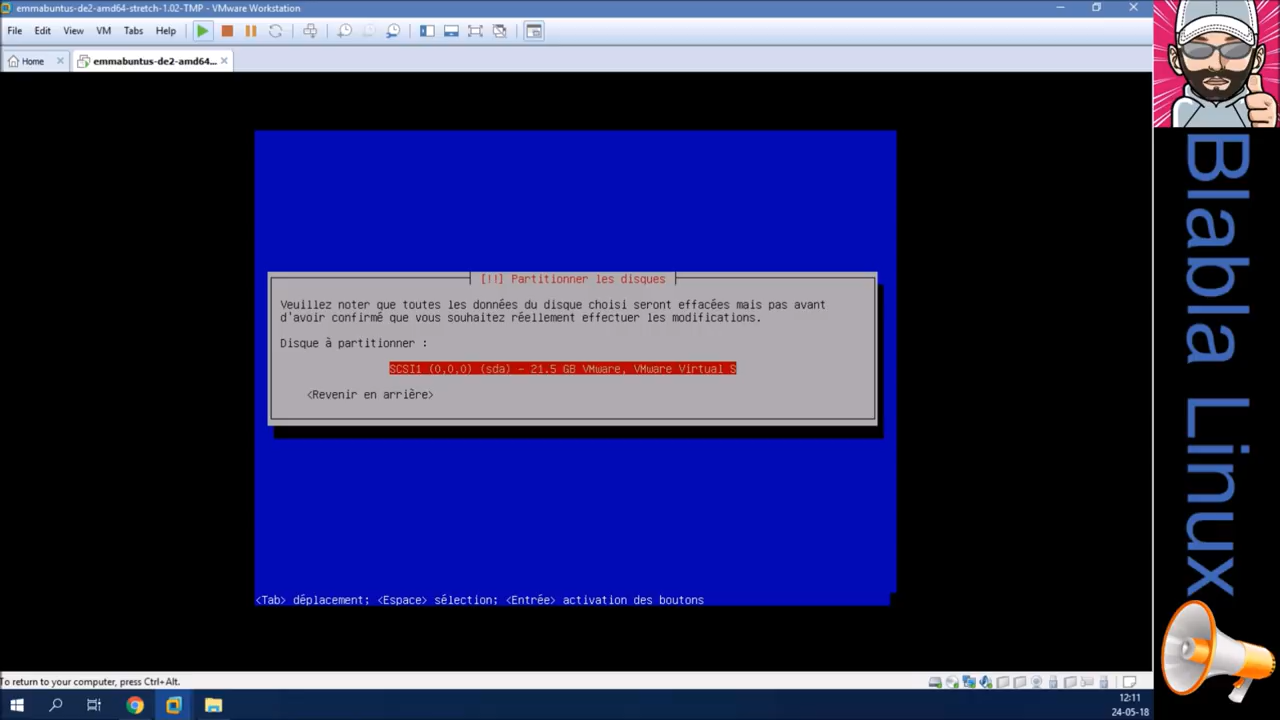 emmabuntus-de2-amd64-stretch-1.02-TMP - VMware Workstation
File Edit View VM Tabs Help
Home emmabuntus-de2-amd64...
[!!] Partitionner les disques
Veuillez noter que toutes les données du disque choisi seront effacées mais pas avant
d'avoir confirmé que vous souhaitez réellement effectuer les modifications.
Disque à partitionner :
SCSI1 (0,0,0) (sda) - 21.5 GB VMware, VMware Virtual S
<Revenir en arrière>
<Tab> déplacement; <Espace> sélection; <Entrée> activation des boutons
To return to your computer, press Ctrl+Alt.
12:11
24-05-18
Blabla Linux